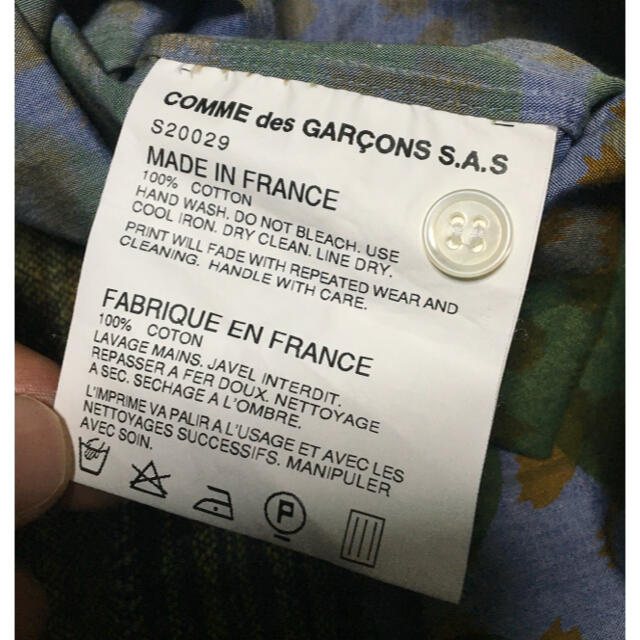 COMME des GARÇONS S.A.S
S20029
MADE IN FRANCE
100% COTTON
HAND WASH. DO NOT BLEACH. USE
COOL IRON. DRY CLEAN. LINE DRY.
PRINT WILL FADE WITH REPEATED WEAR AND
CLEANING. HANDLE WITH CARE.
FABRIQUE EN FRANCE
100% COTON
LAVAGE MAINS. JAVEL INTERDIT.
REPASSER A FER DOUX. NETTOYAGE
A SEC. SECHAGE A L'OMBRE.
L'IMPRIME VA PALIR A L'USAGE ET AVEC LES
NETTOYAGES SUCCESSIFS. MANIPULER
AVEC SOIN.
P